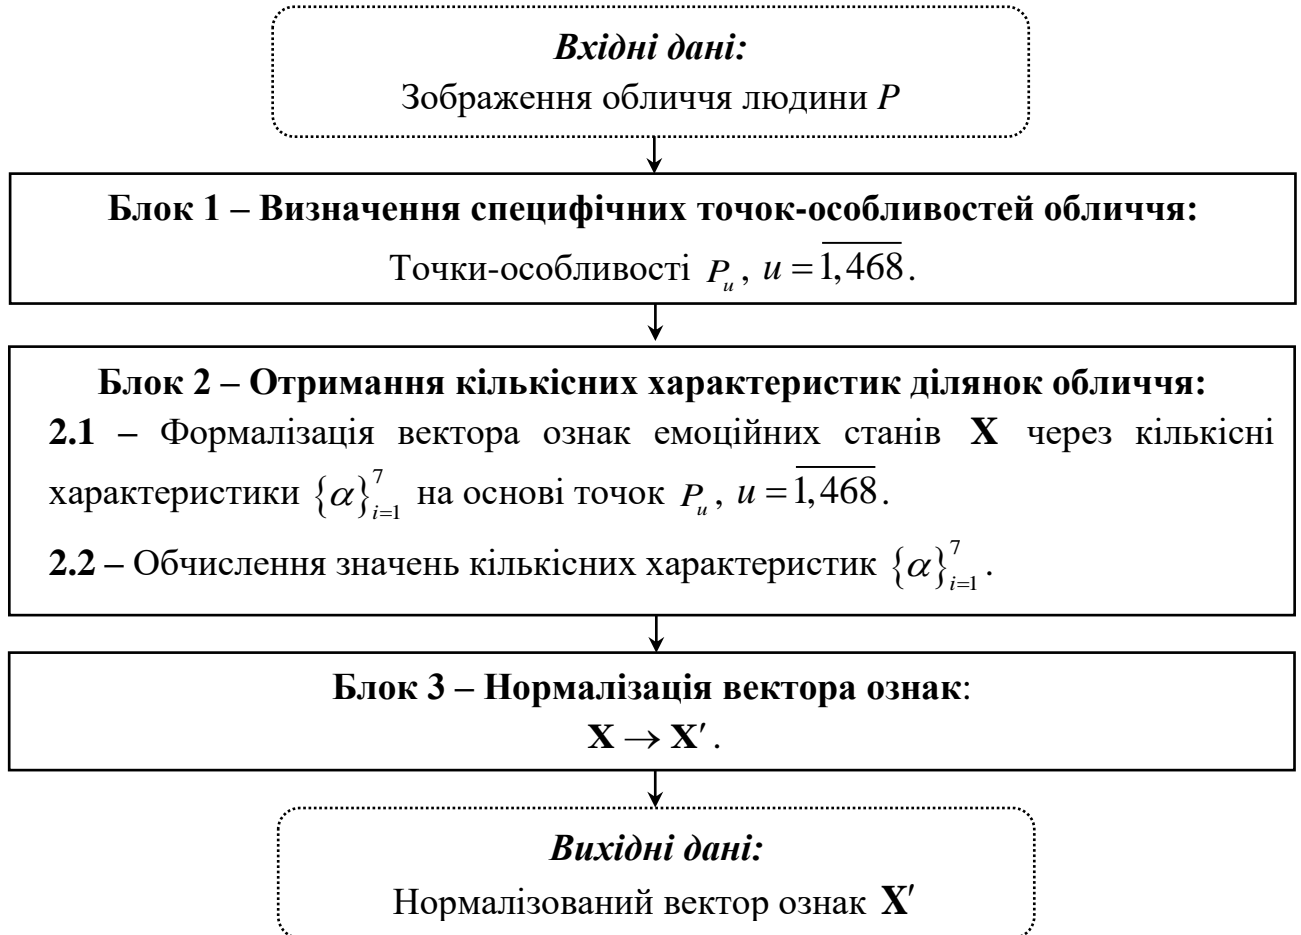 Вхідні дані:
Зображення обличчя людини P
Блок 1 – Визначення специфічних точок-особливостей обличчя:
Точки-особливості P_u, u = \overline{1,468}.
Блок 2 – Отримання кількісних характеристик ділянок обличчя:
2.1 – Формалізація вектора ознак емоційних станів X через кількісні
характеристики {α}_{i=1}^{7} на основі точок P_u, u = \overline{1,468}.
2.2 – Обчислення значень кількісних характеристик {α}_{i=1}^{7}.
Блок 3 – Нормалізація вектора ознак:
X → X′.
Вихідні дані:
Нормалізований вектор ознак X′